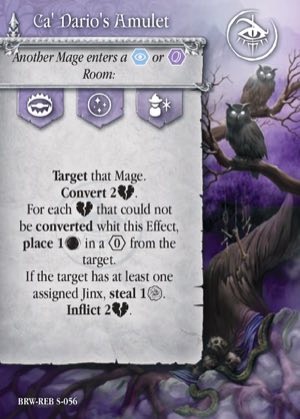 Ca' Dario's Amulet
Another Mage enters a or
Room:
Target that Mage.
Convert 2.
For each that could not
be converted whit this Effect,
place 1 in a 0 from the
target.
If the target has at least one
assigned Jinx, steal 1.
Inflict 2.
BRW-REB S-056